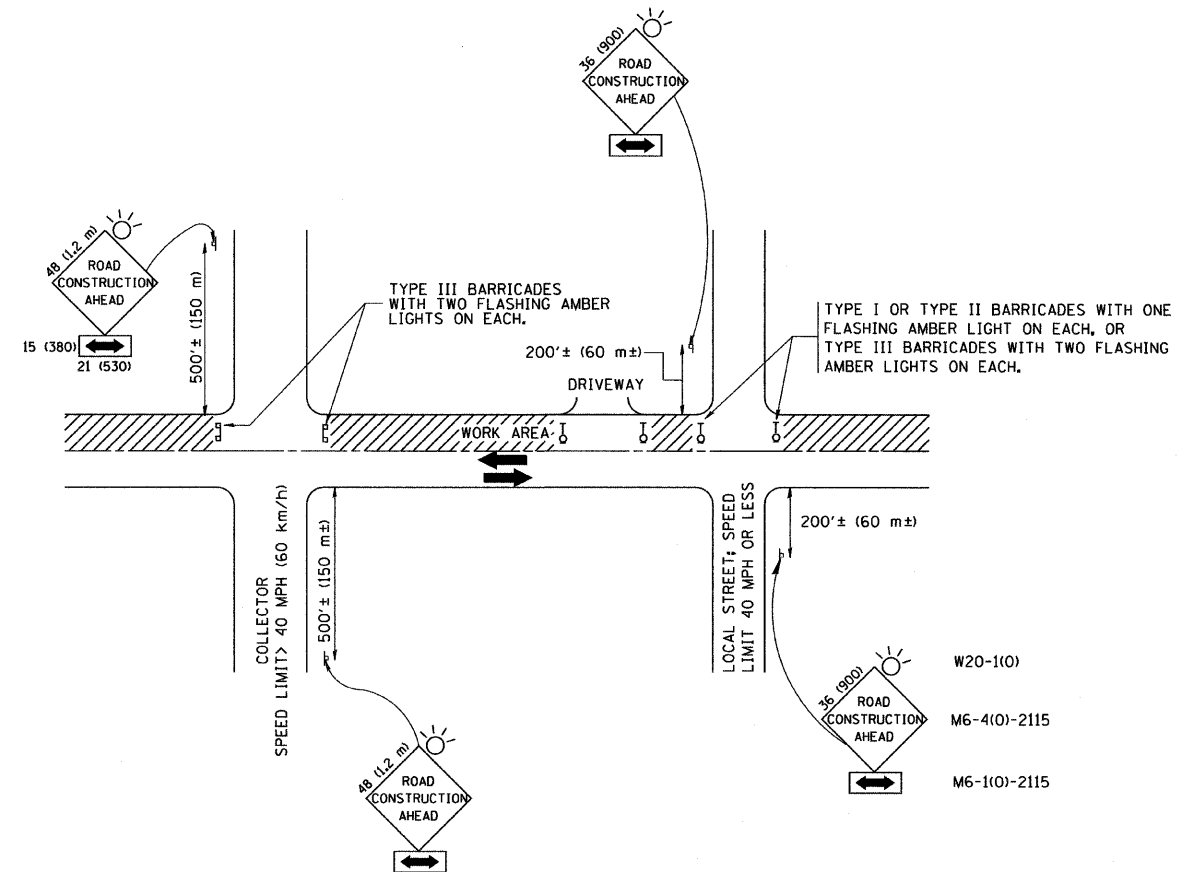 36 (900)
ROAD
CONSTRUCTION
AHEAD
48 (1.2 m)
ROAD
CONSTRUCTION
AHEAD
15 (380)
21 (530)
500'± (150 m)
TYPE III BARRICADES
WITH TWO FLASHING AMBER
LIGHTS ON EACH.
200'± (60 m±)
DRIVEWAY
TYPE I OR TYPE II BARRICADES WITH ONE
FLASHING AMBER LIGHT ON EACH, OR
TYPE III BARRICADES WITH TWO FLASHING
AMBER LIGHTS ON EACH.
WORK AREA
COLLECTOR
SPEED LIMIT> 40 MPH (60 km/h)
500'± (150 m±)
LOCAL STREET; SPEED
LIMIT 40 MPH OR LESS
200'± (60 m±)
48 (1.2 m)
ROAD
CONSTRUCTION
AHEAD
36 (900)
ROAD
CONSTRUCTION
AHEAD
W20-1(O)
M6-4(O)-2115
M6-1(O)-2115